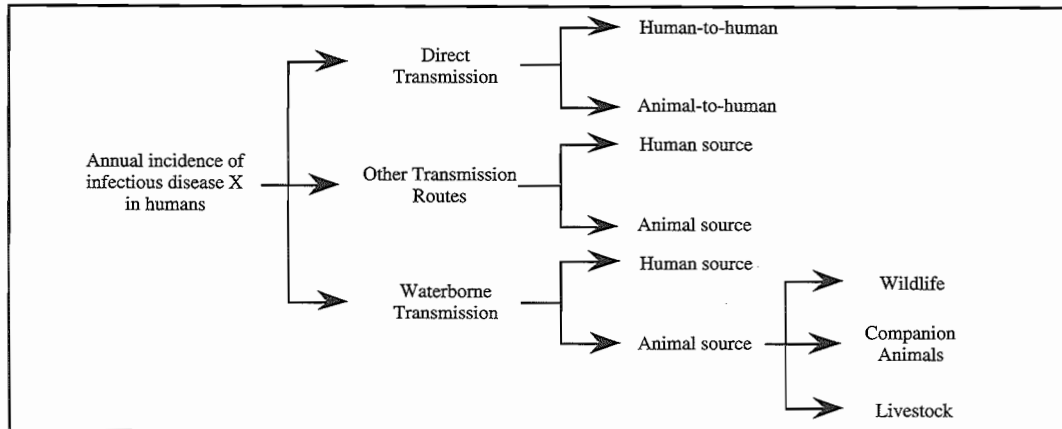 Human-to-human
Direct
Transmission
Animal-to-human
Annual incidence of
infectious disease X
in humans
Human source
Other Transmission
Routes
Animal source
Human source
Waterborne
Transmission
Animal source
Wildlife
Companion
Animals
Livestock